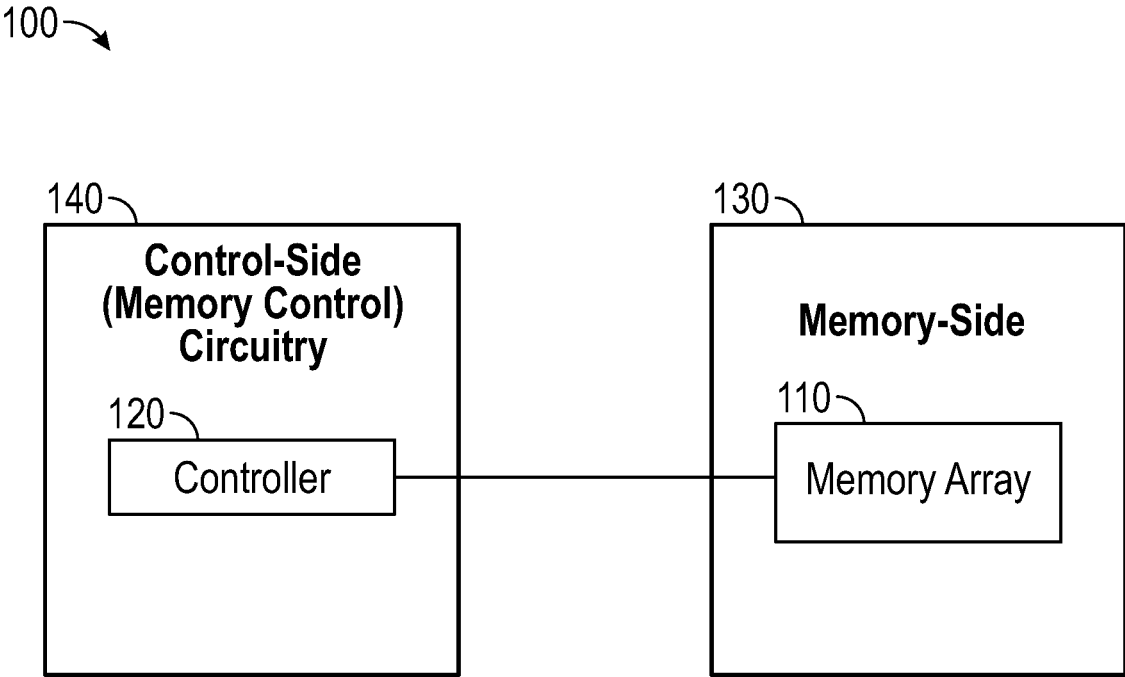 100
140
Control-Side
(Memory Control)
Circuitry
120
Controller
130
Memory-Side
110
Memory Array